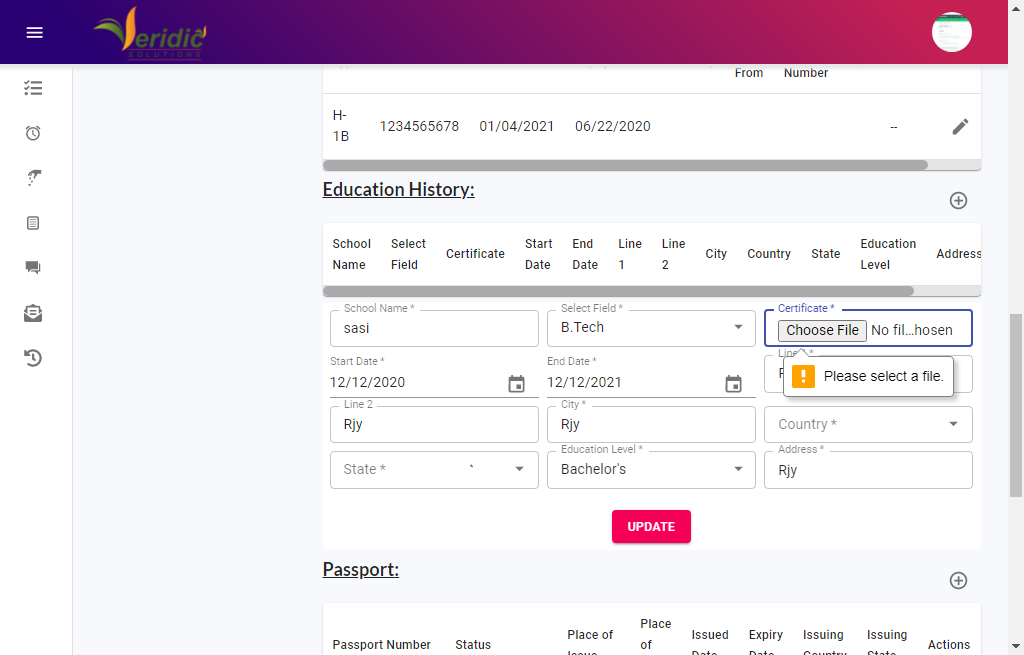 Veridic
SOLUTIONS
From Number
H-1B 1234565678 01/04/2021 06/22/2020 --
Education History:
School Name Select Field Certificate Start Date End Date Line 1 Line 2 City Country State Education Level Address
School Name * Select Field * Certificate *
sasi B.Tech Choose File No fil...hosen
Start Date * End Date * Line 1 *
12/12/2020 12/12/2021
Please select a file.
Line 2 City *
Rjy Rjy Country *
Education Level * Address *
State * * Bachelor's Rjy
UPDATE
Passport:
Passport Number Status Place of Issue Place of Issued Date Expiry Date Issuing Country Issuing State Actions